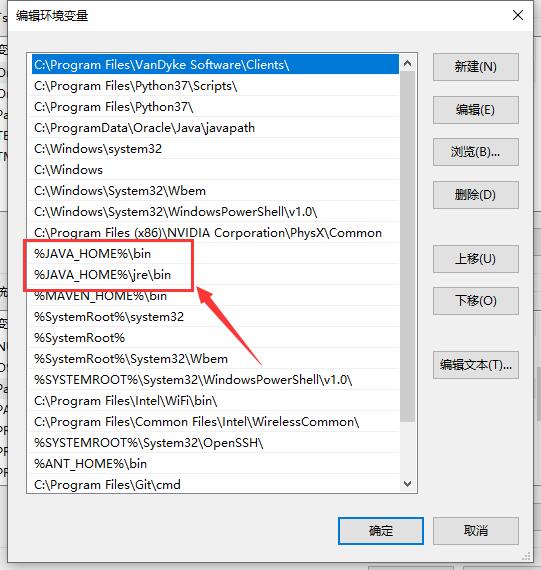 编辑环境变量
C:\Program Files\VanDyke Software\Clients\
C:\Program Files\Python37\Scripts\
C:\Program Files\Python37\
C:\ProgramData\Oracle\Java\javapath
C:\Windows\system32
C:\Windows
C:\Windows\System32\Wbem
C:\Windows\System32\WindowsPowerShell\v1.0\
C:\Program Files (x86)\NVIDIA Corporation\PhysX\Common
%JAVA_HOME%\bin
%JAVA_HOME%\jre\bin
%MAVEN_HOME%\bin
%SystemRoot%\system32
%SystemRoot%
%SystemRoot%\System32\Wbem
%SYSTEMROOT%\System32\WindowsPowerShell\v1.0\
C:\Program Files\Intel\WiFi\bin\
C:\Program Files\Common Files\Intel\WirelessCommon\
%SYSTEMROOT%\System32\OpenSSH\
%ANT_HOME%\bin
C:\Program Files\Git\cmd
新建(N)
编辑(E)
浏览(B)...
删除(D)
上移(U)
下移(O)
编辑文本(T)...
确定
取消